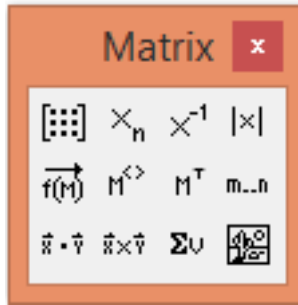 Matrix x
[:::] Xₙ X⁻¹ |x|
f(M) M<> Mᵀ m..n
x⃗·y⃗ x⃗×y⃗ Σv